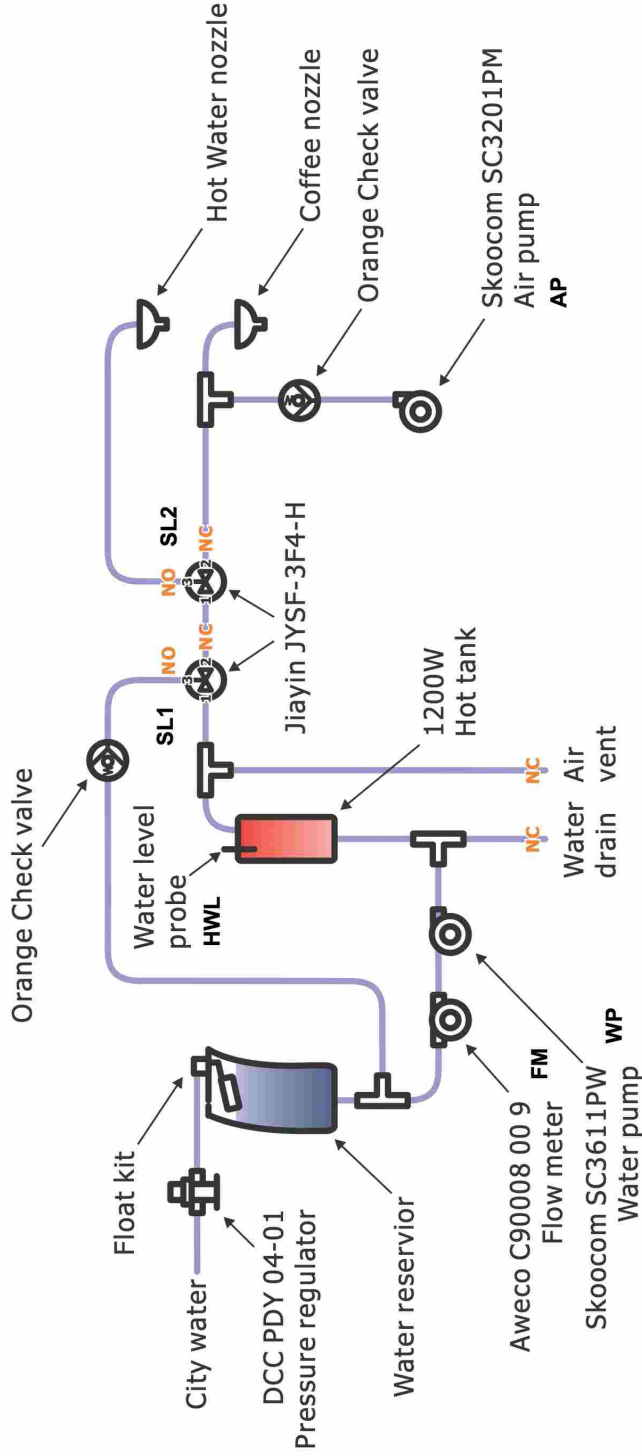 City water
Float kit
DCC PDY 04-01
Pressure regulator
Water reservior
Orange Check valve
Water level
probe
HWL
Aweco C90008 00 9
Flow meter
FM
Skoocom SC3611PW
Water pump
WP
Water
drain
NC
Air
vent
NC
1200W
Hot tank
SL1
NO
3
1
2
NC
Jiayin JYSF-3F4-H
SL2
NO
3
1
2
NC
Hot Water nozzle
Coffee nozzle
Orange Check valve
Skoocom SC3201PM
Air pump
AP